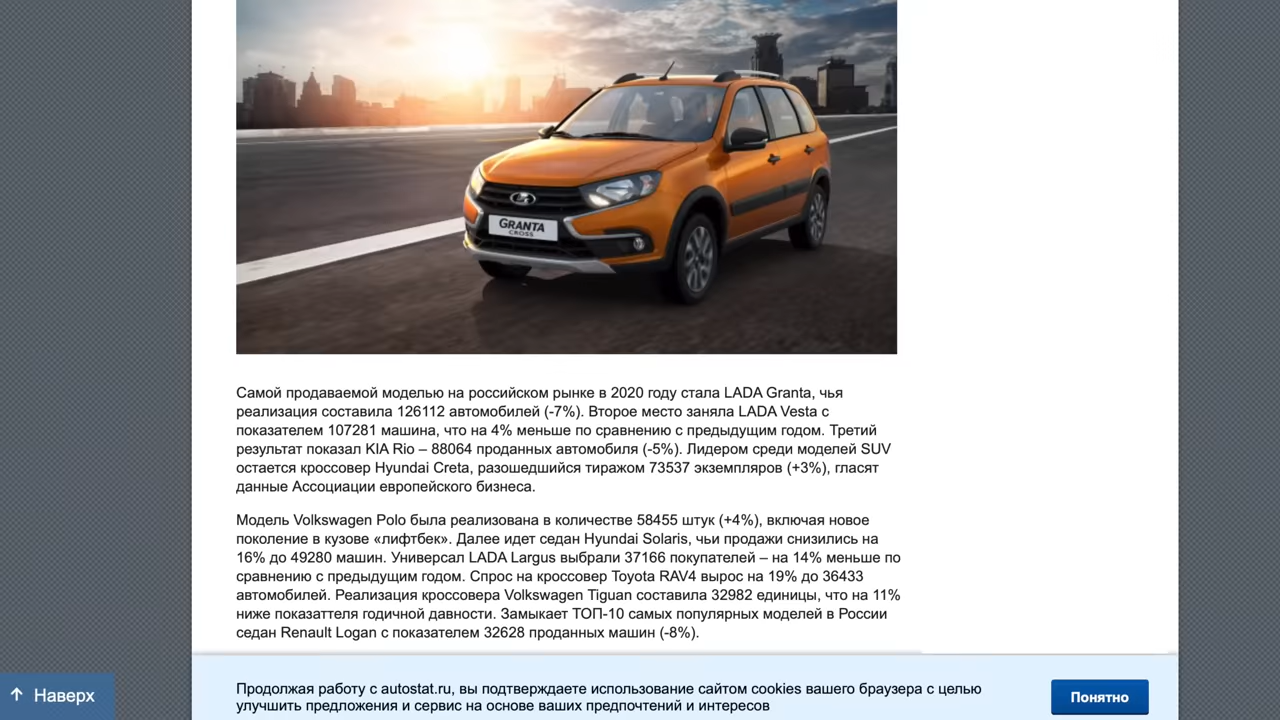 GRANTA
CROSS
Самой продаваемой моделью на российском рынке в 2020 году стала LADA Granta, чья
реализация составила 126112 автомобилей (-7%). Второе место заняла LADA Vesta с
показателем 107281 машина, что на 4% меньше по сравнению с предыдущим годом. Третий
результат показал KIA Rio – 88064 проданных автомобиля (-5%). Лидером среди моделей SUV
остается кроссовер Hyundai Creta, разошедшийся тиражом 73537 экземпляров (+3%), гласят
данные Ассоциации европейского бизнеса.
Модель Volkswagen Polo была реализована в количестве 58455 штук (+4%), включая новое
поколение в кузове «лифтбек». Далее идет седан Hyundai Solaris, чьи продажи снизились на
16% до 49280 машин. Универсал LADA Largus выбрали 37166 покупателей – на 14% меньше по
сравнению с предыдущим годом. Спрос на кроссовер Toyota RAV4 вырос на 19% до 36433
автомобилей. Реализация кроссовера Volkswagen Tiguan составила 32982 единицы, что на 11%
ниже показаттеля годичной давности. Замыкает ТОП-10 самых популярных моделей в России
седан Renault Logan с показателем 32628 проданных машин (-8%).
Наверх
Продолжая работу с autostat.ru, вы подтверждаете использование сайтом cookies вашего браузера с целью
улучшить предложения и сервис на основе ваших предпочтений и интересов
Понятно